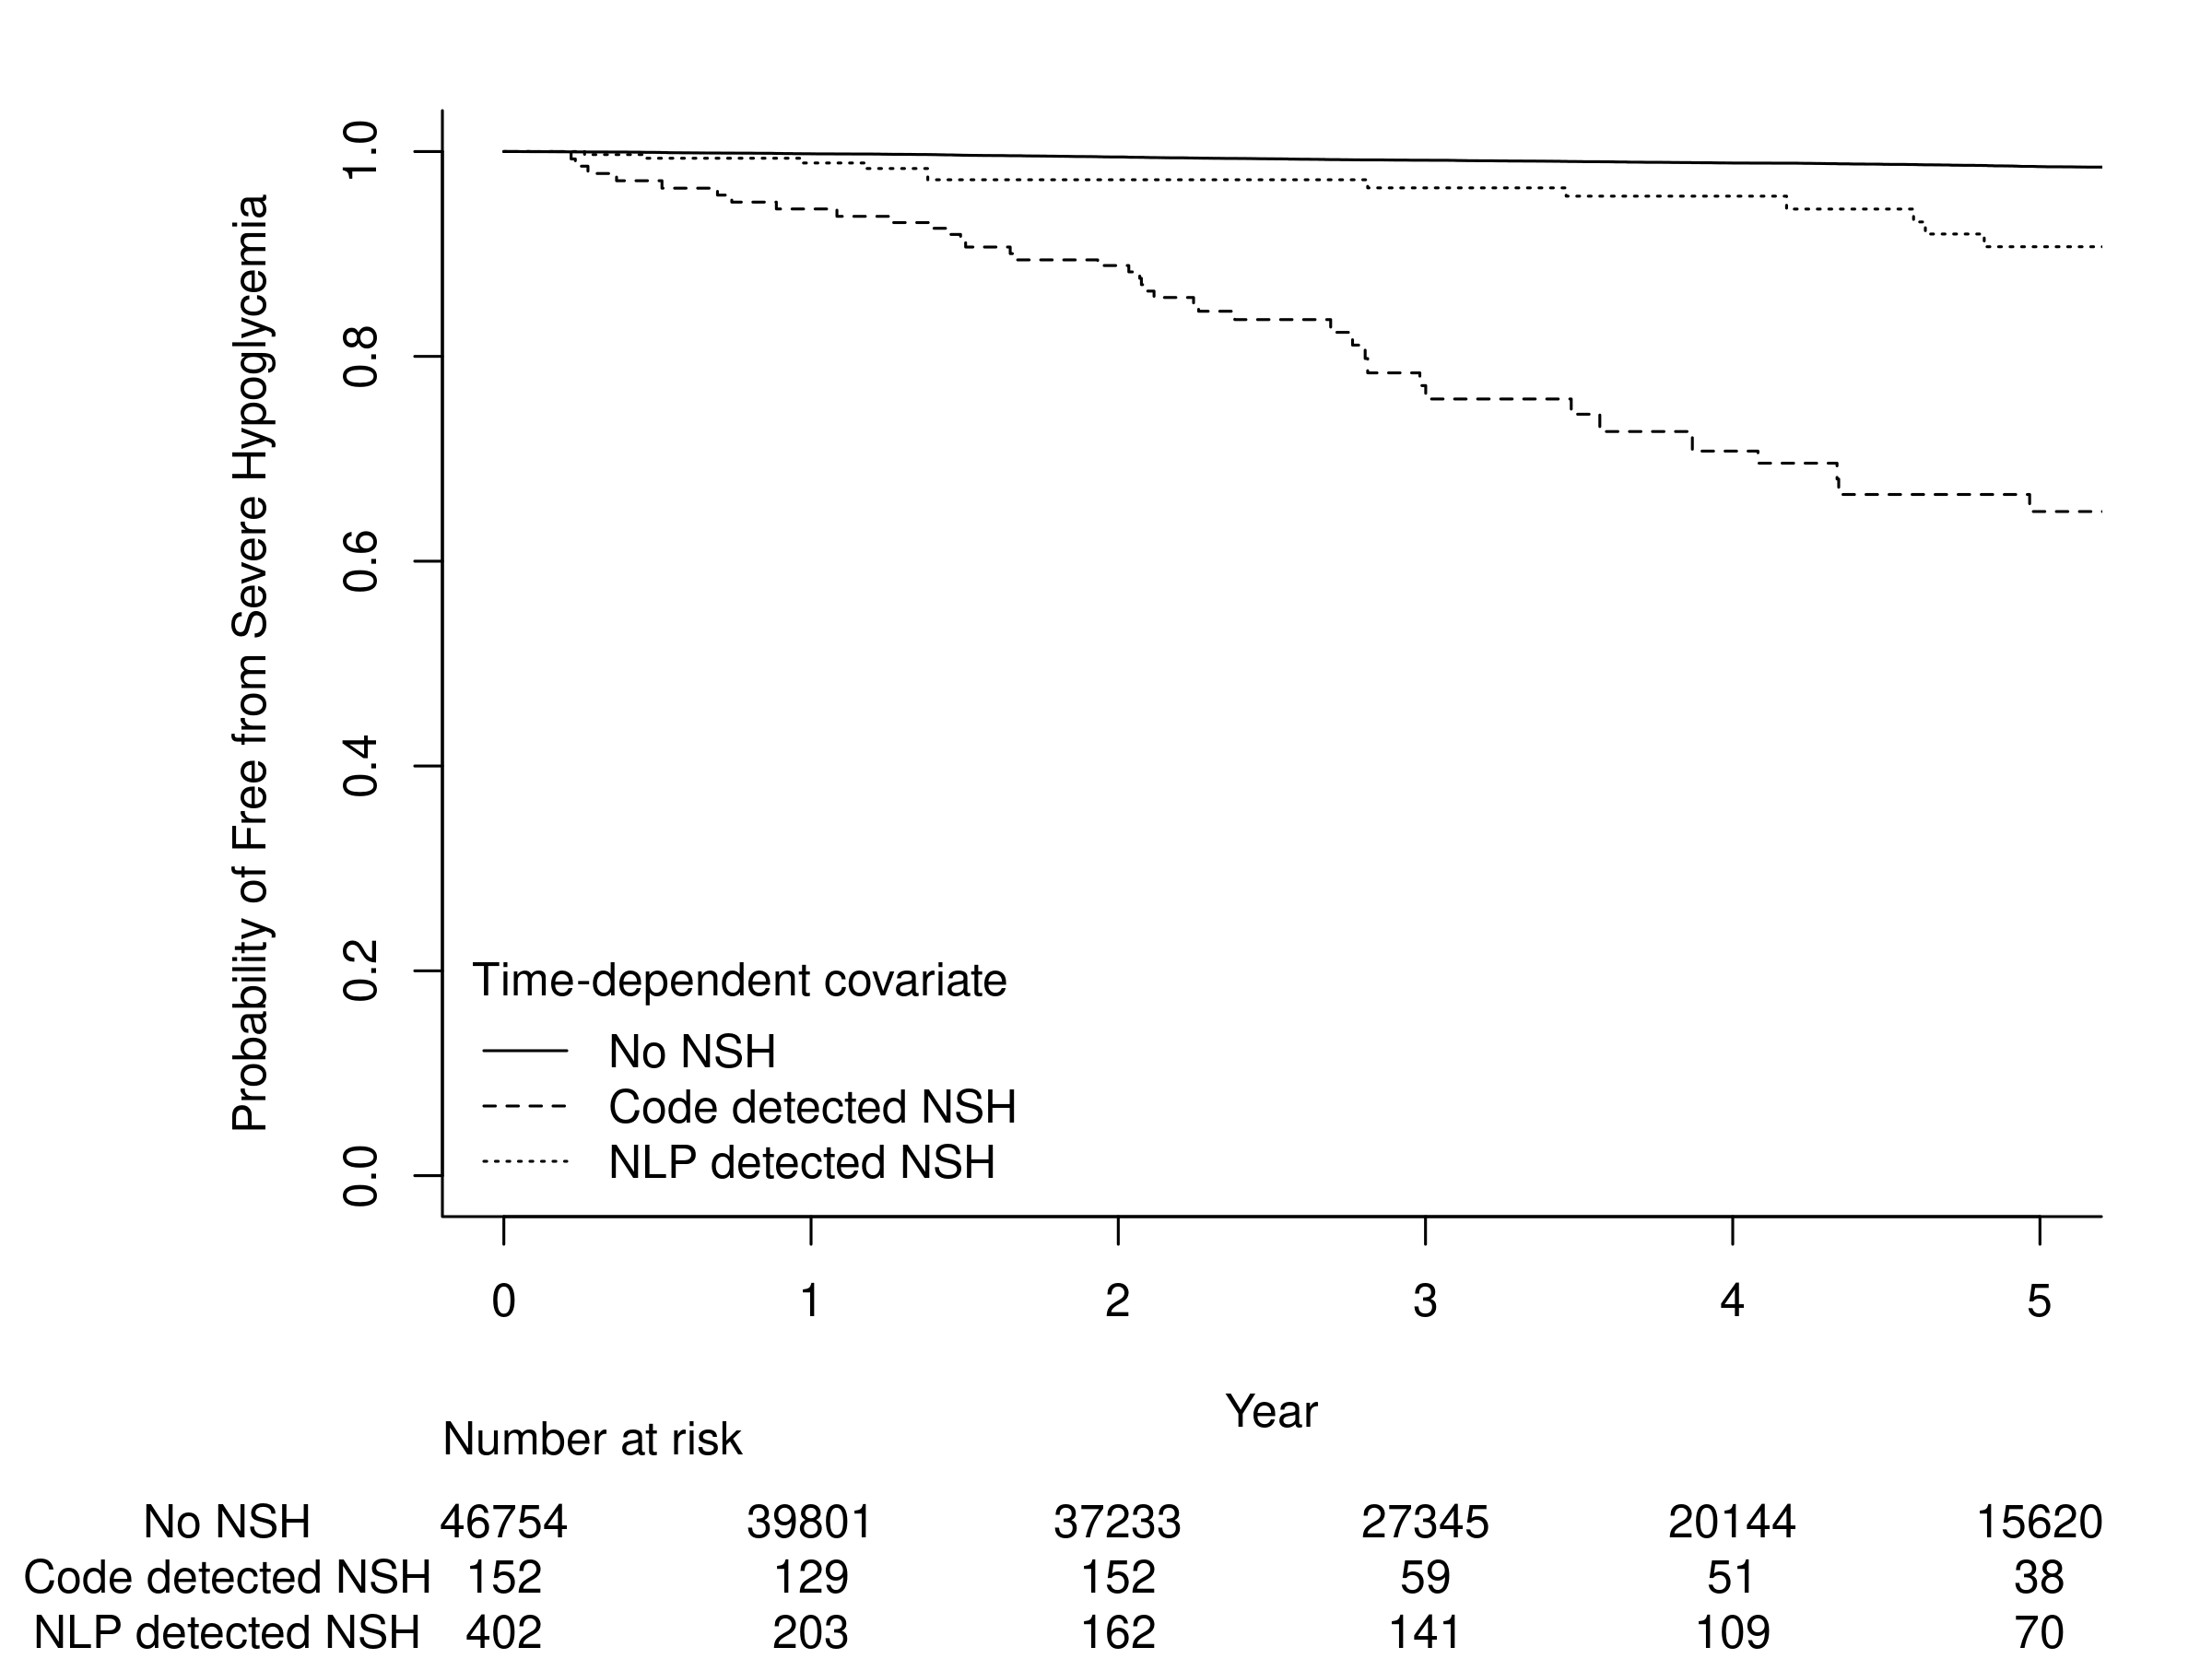 Probability of Free from Severe Hypoglycemia
1.0
0.8
0.6
0.4
0.2
0.0
Time-dependent covariate
No NSH
Code detected NSH
NLP detected NSH
0 1 2 3 4 5
Year
Number at risk
No NSH 46754 39801 37233 27345 20144 15620
Code detected NSH 152 129 152 59 51 38
NLP detected NSH 402 203 162 141 109 70